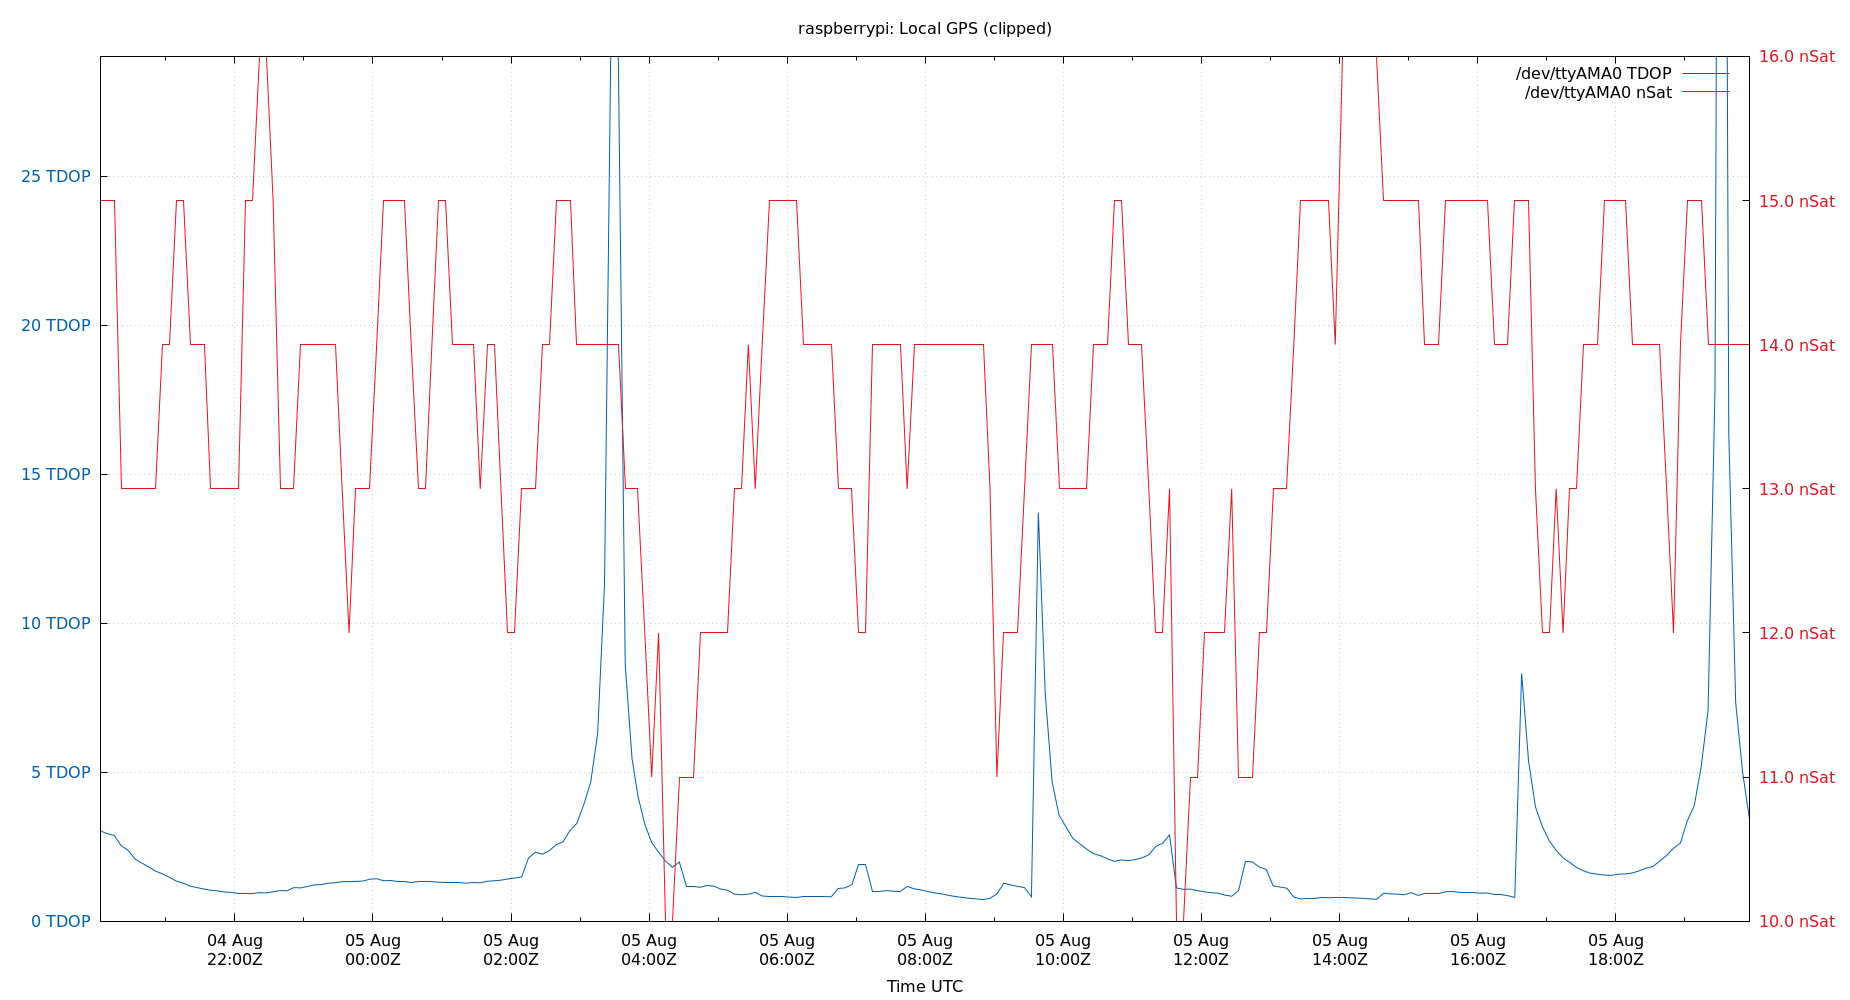 raspberrypi: Local GPS (clipped)
/dev/ttyAMA0 TDOP
/dev/ttyAMA0 nSat
25 TDOP
20 TDOP
15 TDOP
10 TDOP
5 TDOP
0 TDOP
16.0 nSat
15.0 nSat
14.0 nSat
13.0 nSat
12.0 nSat
11.0 nSat
10.0 nSat
04 Aug
22:00Z
05 Aug
00:00Z
05 Aug
02:00Z
05 Aug
04:00Z
05 Aug
06:00Z
05 Aug
08:00Z
05 Aug
10:00Z
05 Aug
12:00Z
05 Aug
14:00Z
05 Aug
16:00Z
05 Aug
18:00Z
Time UTC